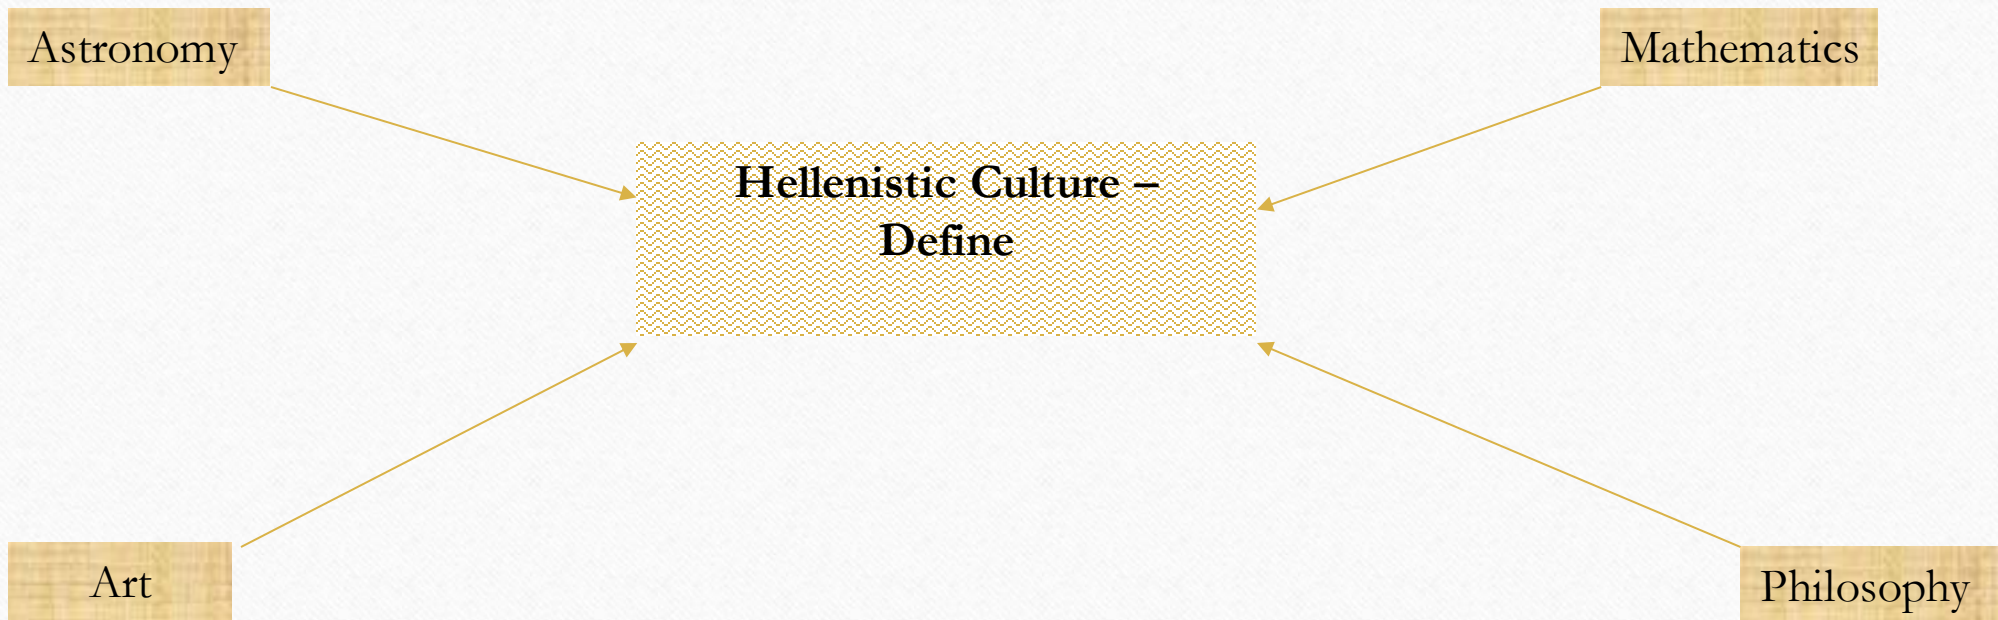 Astronomy
Mathematics
Hellenistic Culture –
Define
Art
Philosophy